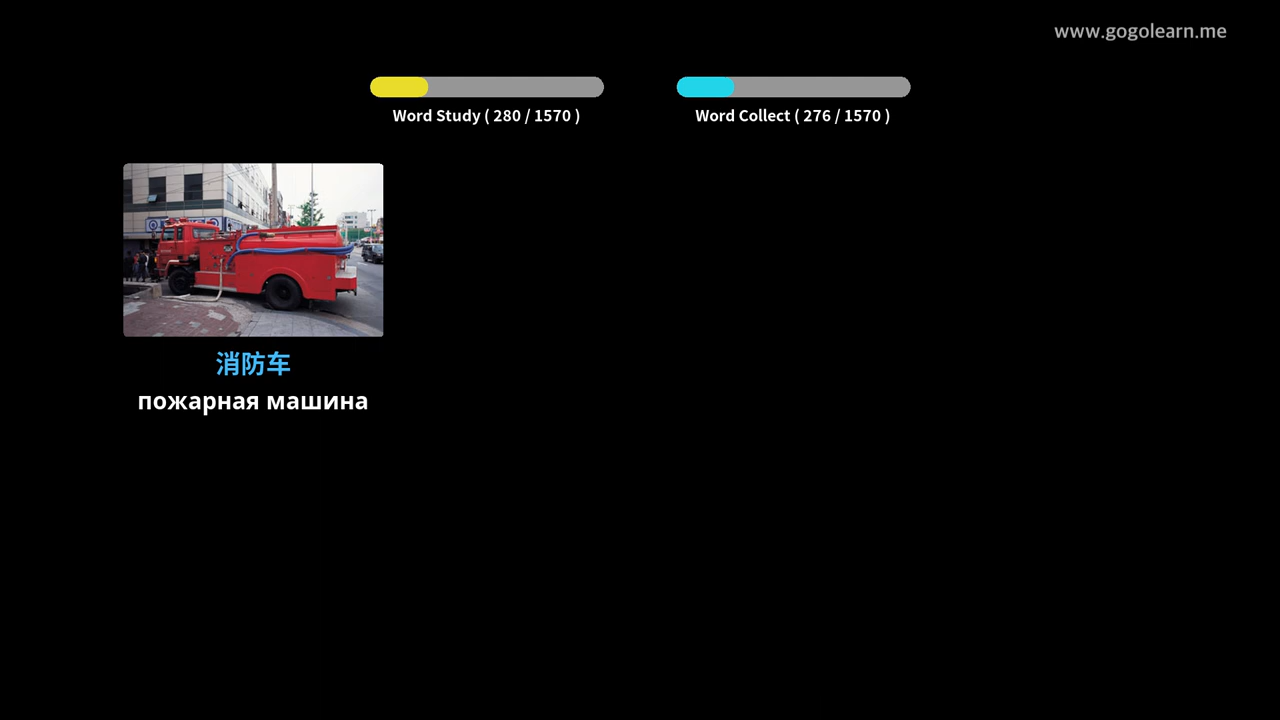 www.gogolearn.me
Word Study ( 280 / 1570 )
Word Collect ( 276 / 1570 )
消防车
пожарная машина